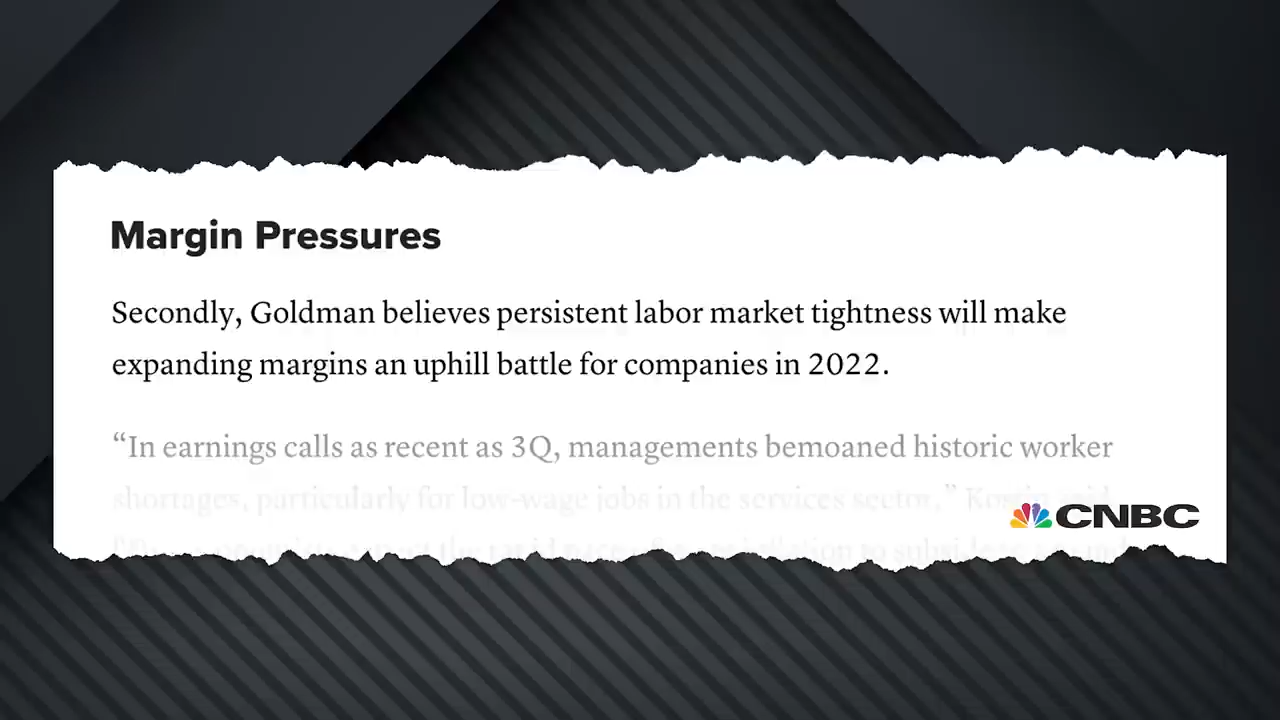 Margin Pressures
Secondly, Goldman believes persistent labor market tightness will make
expanding margins an uphill battle for companies in 2022.
“In earnings calls as recent as 3Q, managements bemoaned historic worker
shortages, particularly for low-wage jobs in the services sector,”
CNBC